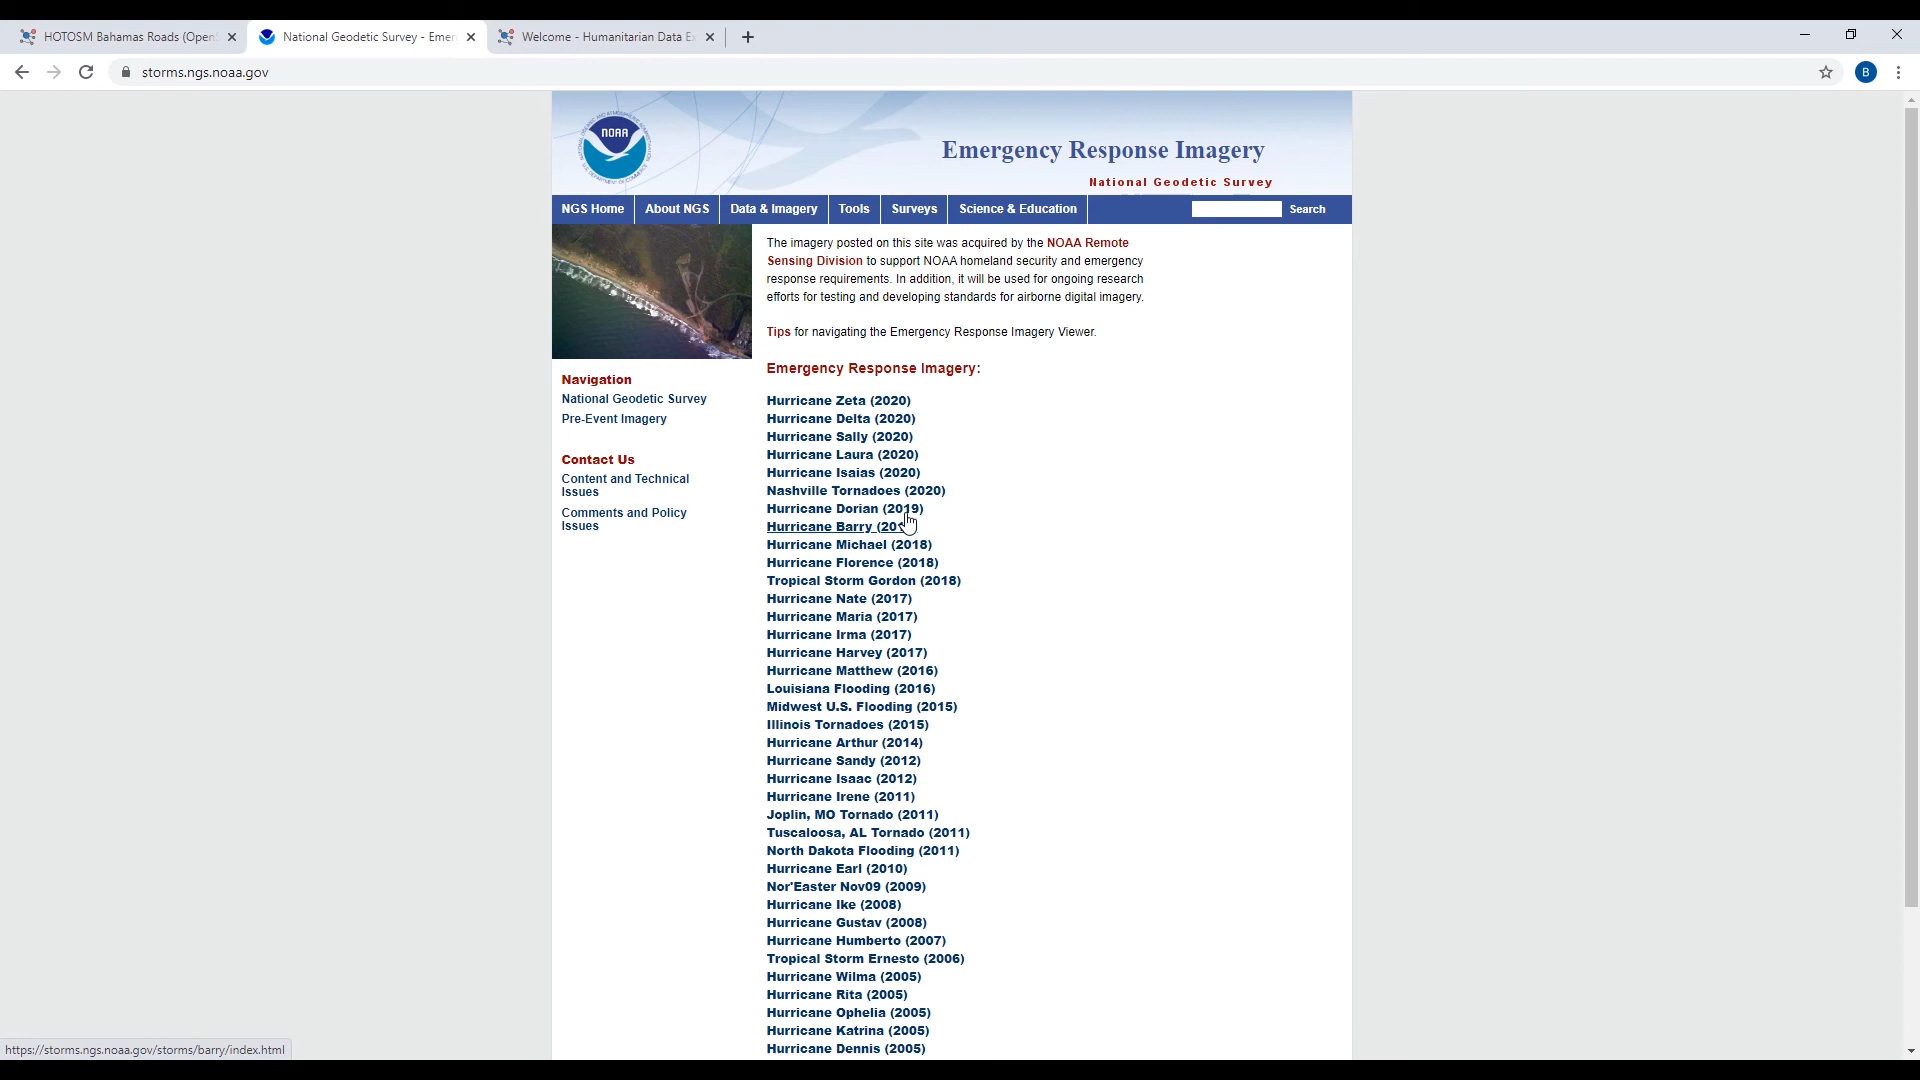 HOTOSM Bahamas Roads (Open
National Geodetic Survey - Emer
Welcome - Humanitarian Data E
storms.ngs.noaa.gov
B
NOAA
Emergency Response Imagery
National Geodetic Survey
NGS Home
About NGS
Data & Imagery
Tools
Surveys
Science & Education
Search
The imagery posted on this site was acquired by the NOAA Remote
Sensing Division to support NOAA homeland security and emergency
response requirements. In addition, it will be used for ongoing research
efforts for testing and developing standards for airborne digital imagery.
Tips for navigating the Emergency Response Imagery Viewer.
Navigation
National Geodetic Survey
Pre-Event Imagery
Contact Us
Content and Technical
Issues
Comments and Policy
Issues
Emergency Response Imagery:
Hurricane Zeta (2020)
Hurricane Delta (2020)
Hurricane Sally (2020)
Hurricane Laura (2020)
Hurricane Isaias (2020)
Nashville Tornadoes (2020)
Hurricane Dorian (2019)
Hurricane Barry (20
Hurricane Michael (2018)
Hurricane Florence (2018)
Tropical Storm Gordon (2018)
Hurricane Nate (2017)
Hurricane Maria (2017)
Hurricane Irma (2017)
Hurricane Harvey (2017)
Hurricane Matthew (2016)
Louisiana Flooding (2016)
Midwest U.S. Flooding (2015)
Illinois Tornadoes (2015)
Hurricane Arthur (2014)
Hurricane Sandy (2012)
Hurricane Isaac (2012)
Hurricane Irene (2011)
Joplin, MO Tornado (2011)
Tuscaloosa, AL Tornado (2011)
North Dakota Flooding (2011)
Hurricane Earl (2010)
Nor'Easter Nov09 (2009)
Hurricane Ike (2008)
Hurricane Gustav (2008)
Hurricane Humberto (2007)
Tropical Storm Ernesto (2006)
Hurricane Wilma (2005)
Hurricane Rita (2005)
Hurricane Ophelia (2005)
Hurricane Katrina (2005)
Hurricane Dennis (2005)
https://storms.ngs.noaa.gov/storms/barry/index.html